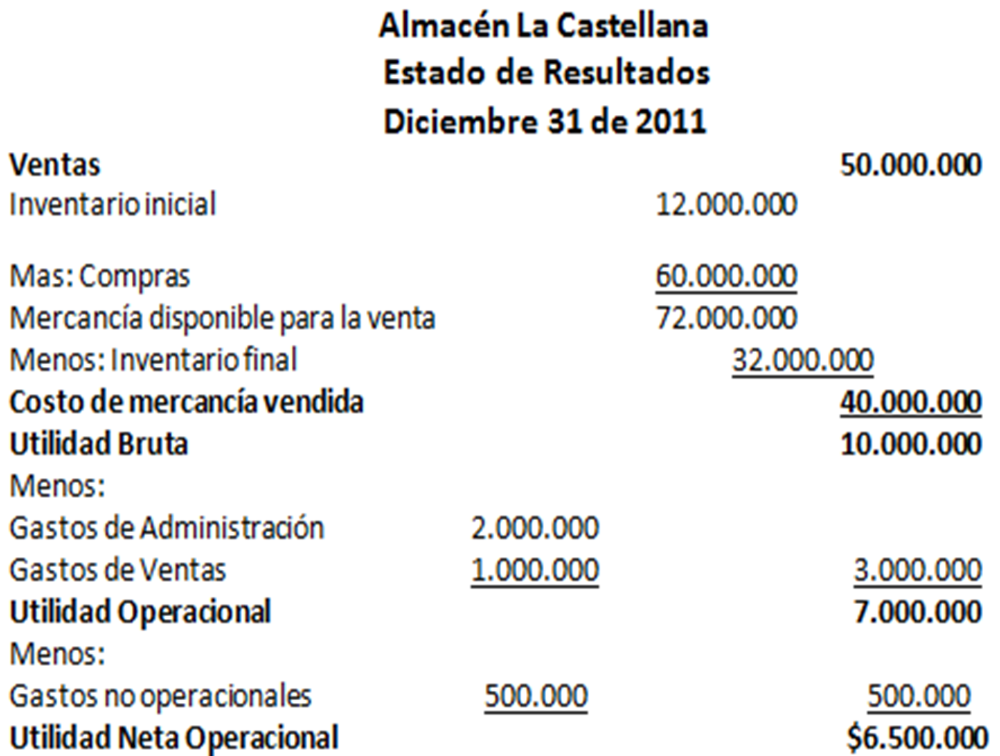 Almacén La Castellana
Estado de Resultados
Diciembre 31 de 2011
Ventas 50.000.000
Inventario inicial 12.000.000
Mas: Compras 60.000.000
Mercancía disponible para la venta 72.000.000
Menos: Inventario final 32.000.000
Costo de mercancía vendida 40.000.000
Utilidad Bruta 10.000.000
Menos:
Gastos de Administración 2.000.000
Gastos de Ventas 1.000.000 3.000.000
Utilidad Operacional 7.000.000
Menos:
Gastos no operacionales 500.000 500.000
Utilidad Neta Operacional $6.500.000